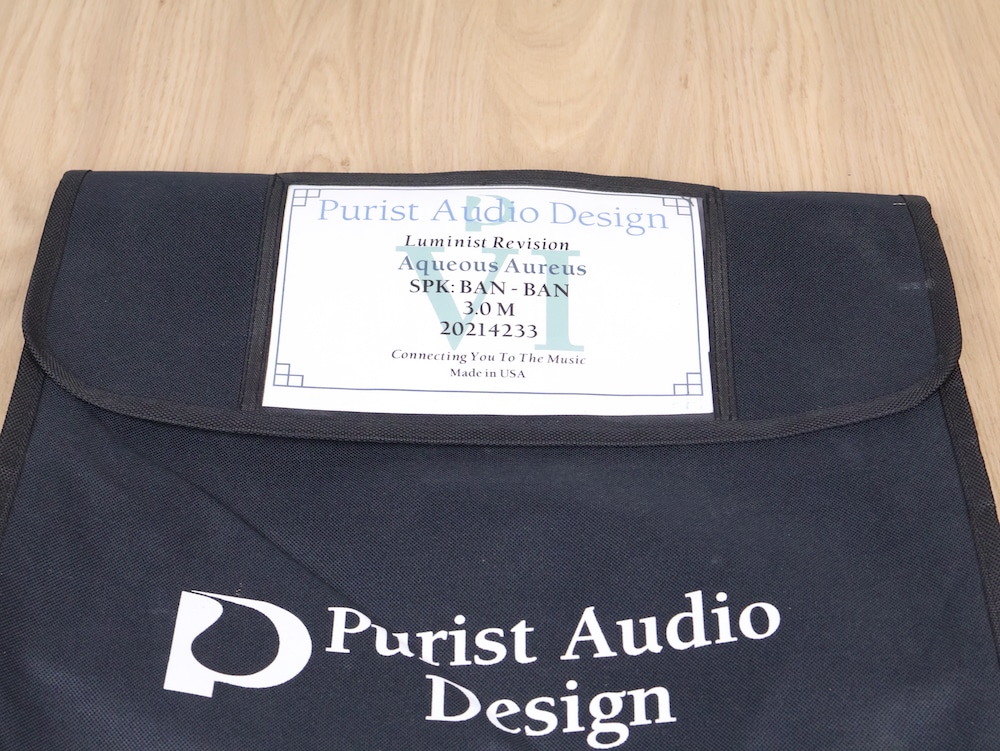 Purist Audio Design
VI
Luminist Revision
Aqueous Aureus
SPK: BAN - BAN
3.0 M
20214233
Connecting You To The Music
Made in USA
Purist Audio
Design